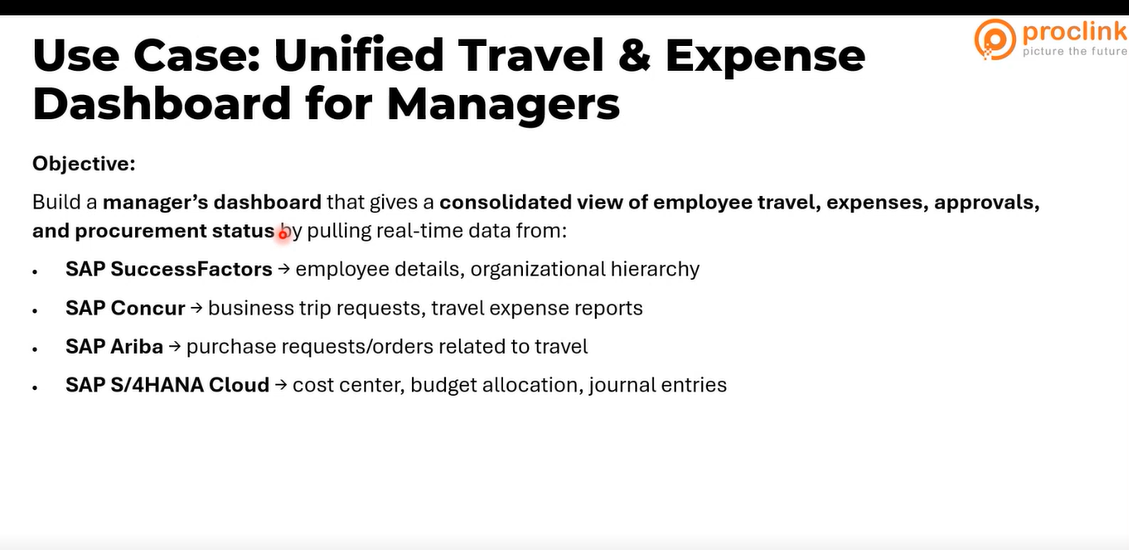 proclink
picture the future
Use Case: Unified Travel & Expense
Dashboard for Managers
Objective:
Build a manager’s dashboard that gives a consolidated view of employee travel, expenses, approvals,
and procurement status by pulling real-time data from:
• SAP SuccessFactors → employee details, organizational hierarchy
• SAP Concur → business trip requests, travel expense reports
• SAP Ariba → purchase requests/orders related to travel
• SAP S/4HANA Cloud → cost center, budget allocation, journal entries